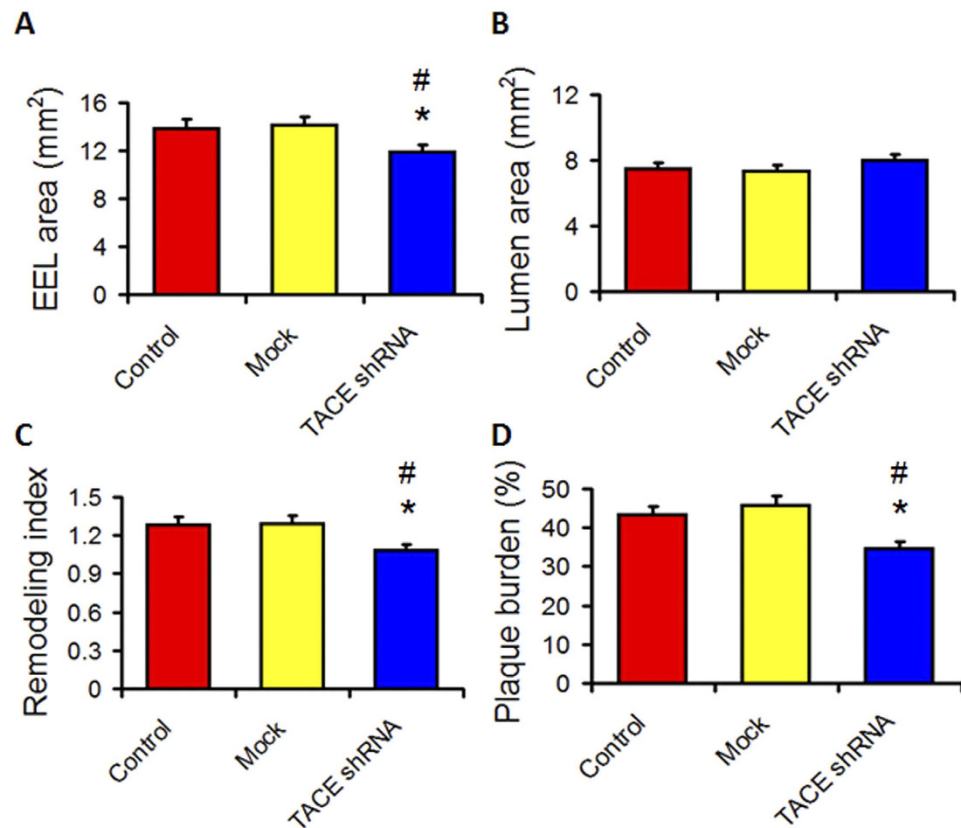 A
EEL area (mm²)
16
12
8
4
0
#
*
Control
Mock
TACE shRNA
B
Lumen area (mm²)
12
8
4
0
Control
Mock
TACE shRNA
C
Remodeling index
1.5
1.2
0.9
0.6
0.3
0
#
*
Control
Mock
TACE shRNA
D
Plaque burden (%)
50
40
30
20
10
0
#
*
Control
Mock
TACE shRNA